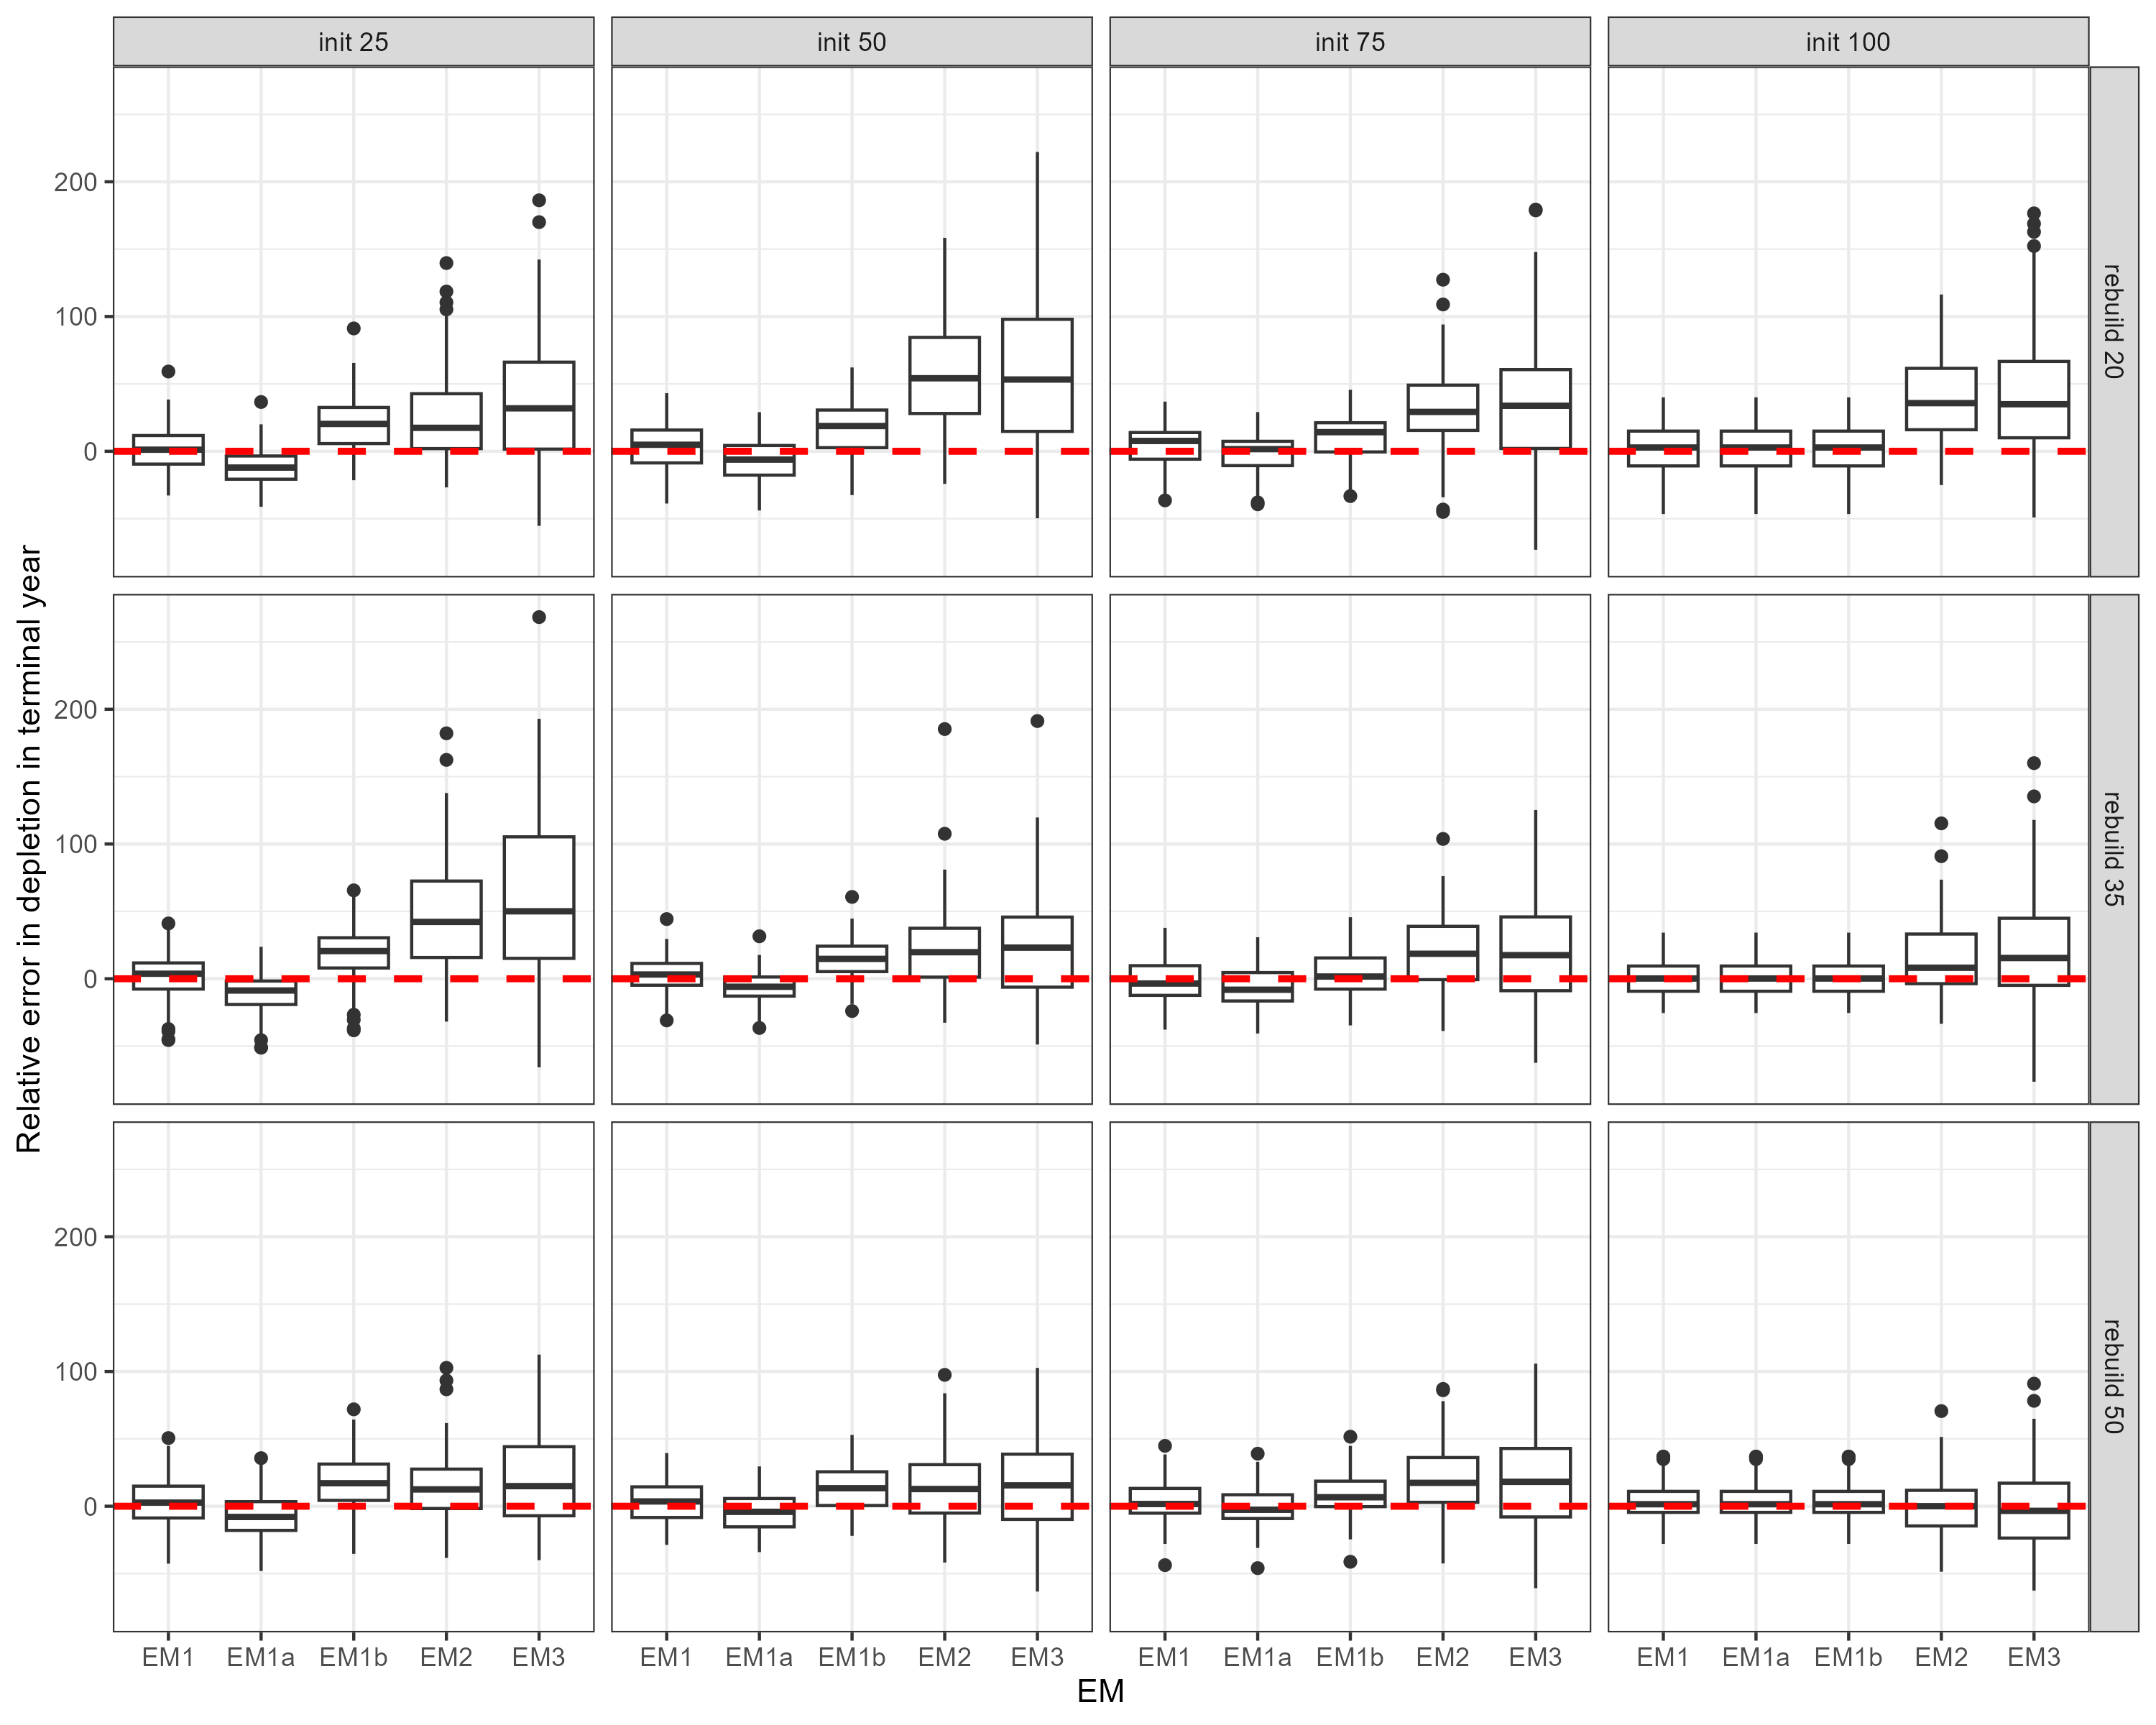 init 25
init 50
init 75
init 100
Relative error in depletion in terminal year
200
100
0
rebuild 20
200
100
0
rebuild 35
200
100
0
rebuild 50
EM1 EM1a EM1b EM2 EM3
EM1 EM1a EM1b EM2 EM3
EM1 EM1a EM1b EM2 EM3
EM1 EM1a EM1b EM2 EM3
EM